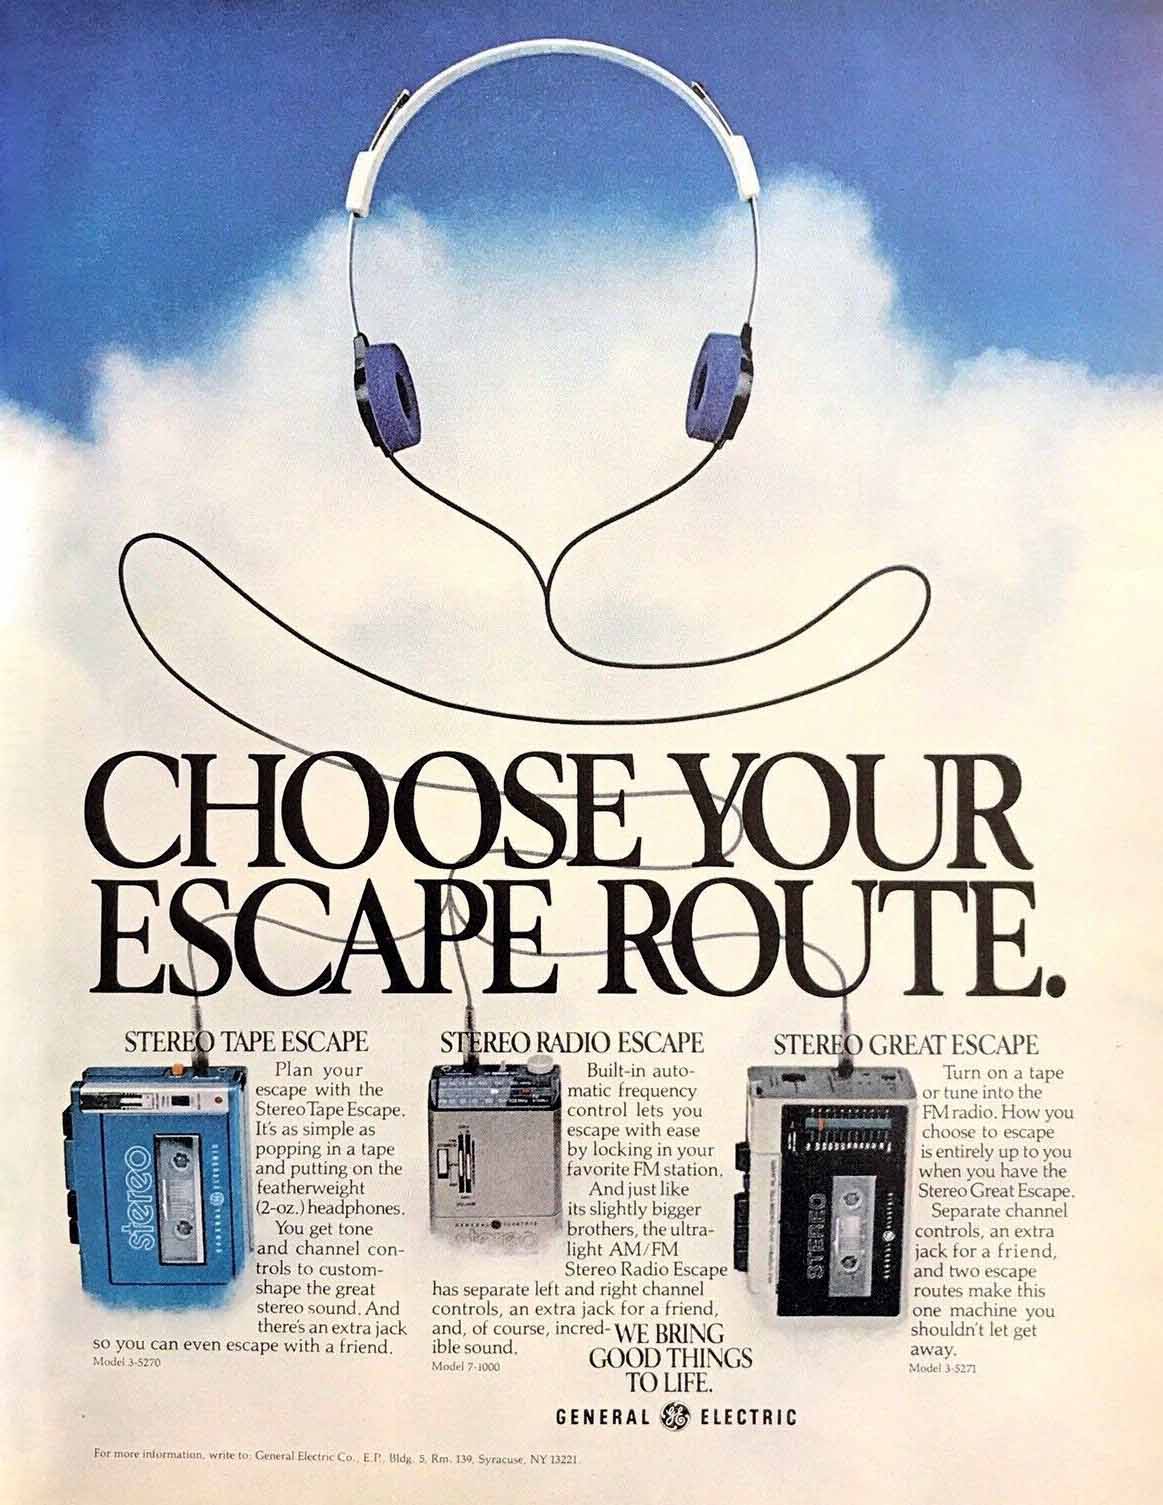 CHOOSE YOUR
ESCAPE ROUTE.
STEREO TAPE ESCAPE
Plan your
escape with the
Stereo Tape Escape.
It's as simple as
popping in a tape
and putting on the
featherweight
(2-oz.) headphones.
You get tone
and channel con-
trols to custom-
shape the great
stereo sound. And
there's an extra jack
so you can even escape with a friend.
Model 3-5270
stereo
GENERAL ELECTRIC
STEREO RADIO ESCAPE
Built-in auto-
matic frequency
control lets you
escape with ease
by locking in your
favorite FM station.
And just like
its slightly bigger
brothers, the ultra-
light AM/FM
Stereo Radio Escape
has separate left and right channel
controls, an extra jack for a friend,
and, of course, incred-
ible sound.
Model 7-1000
GENERAL ELECTRIC
stereo
STEREO GREAT ESCAPE
Turn on a tape
or tune into the
FM radio. How you
choose to escape
is entirely up to you
when you have the
Stereo Great Escape.
Separate channel
controls, an extra
jack for a friend,
and two escape
routes make this
one machine you
shouldn't let get
away.
Model 3-5271
STEREO
GENERAL ELECTRIC
WE BRING
GOOD THINGS
TO LIFE.
GENERAL GE ELECTRIC
For more information, write to: General Electric Co., E.P., Bldg. 5, Rm. 139, Syracuse, NY 13221